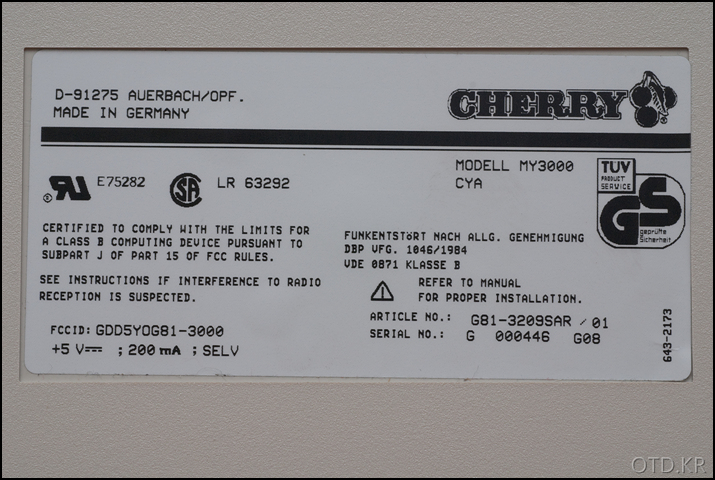 D-91275 AUERBACH/OPF.
MADE IN GERMANY
CHERRY
®
E75282
LR 63292
MODELL MY3000
CYA
TÜV
PRODUCT
SERVICE
GS
geprüfte
Sicherheit
CERTIFIED TO COMPLY WITH THE LIMITS FOR
A CLASS B COMPUTING DEVICE PURSUANT TO
SUBPART J OF PART 15 OF FCC RULES.
SEE INSTRUCTIONS IF INTERFERENCE TO RADIO
RECEPTION IS SUSPECTED.
FCCID: GDD5YOG81-3000
+5 V⎓ ; 200 mA ; SELV
FUNKENTSTÖRT NACH ALLG. GENEHMIGUNG
DBP VFG. 1046/1984
VDE 0871 KLASSE B
REFER TO MANUAL
FOR PROPER INSTALLATION.
ARTICLE NO.: G81-3209SAR / 01
SERIAL NO.: G 000446 G08
643-2173
OTD.KR